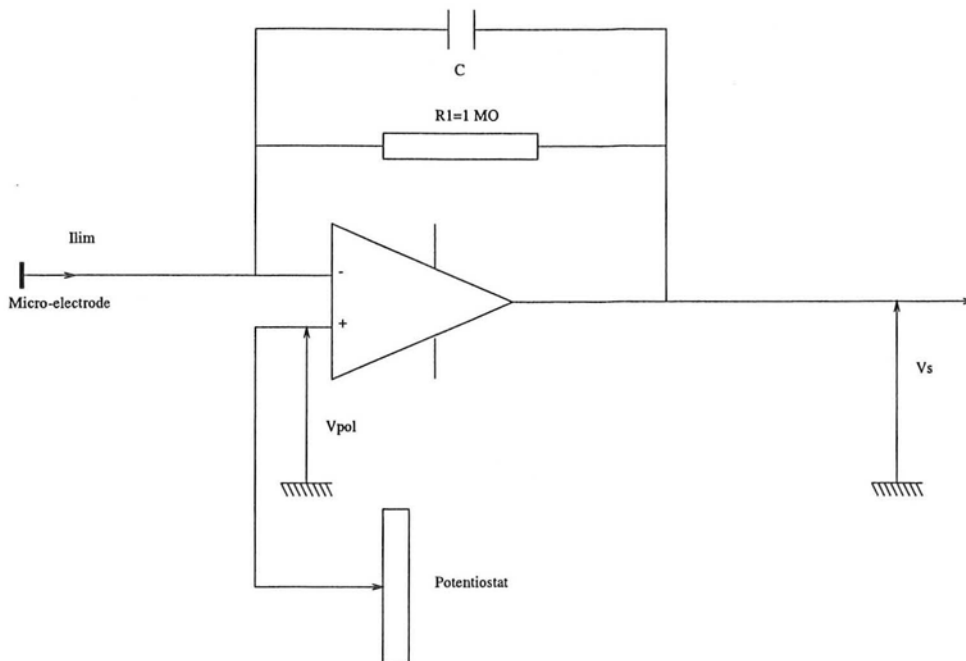 C
R1=1 MO
Ilim
-
Micro-electrode
+
Vs
Vpol
Potentiostat